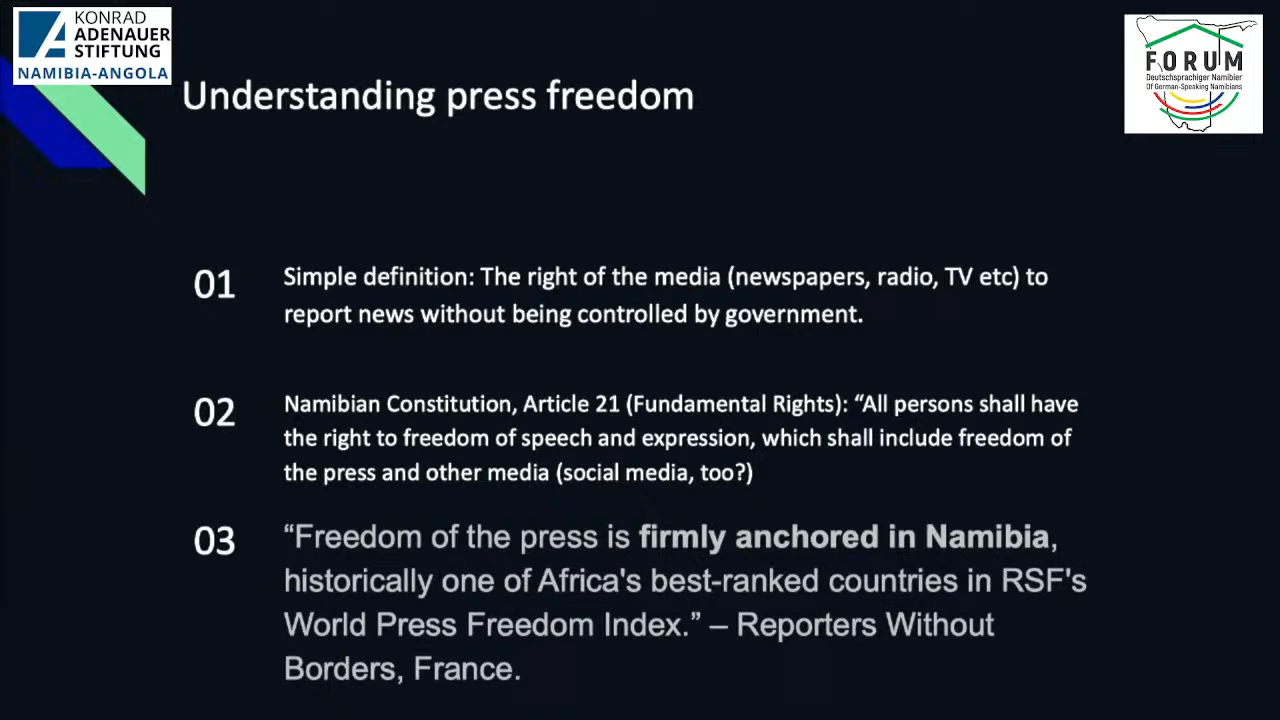 KONRAD
ADENAUER
STIFTUNG
NAMIBIA-ANGOLA
FORUM
Deutschsprachiger Namibier
Of German-Speaking Namibians
Understanding press freedom
01
Simple definition: The right of the media (newspapers, radio, TV etc) to
report news without being controlled by government.
02
Namibian Constitution, Article 21 (Fundamental Rights): “All persons shall have
the right to freedom of speech and expression, which shall include freedom of
the press and other media (social media, too?)
03
“Freedom of the press is firmly anchored in Namibia,
historically one of Africa's best-ranked countries in RSF's
World Press Freedom Index.” – Reporters Without
Borders, France.